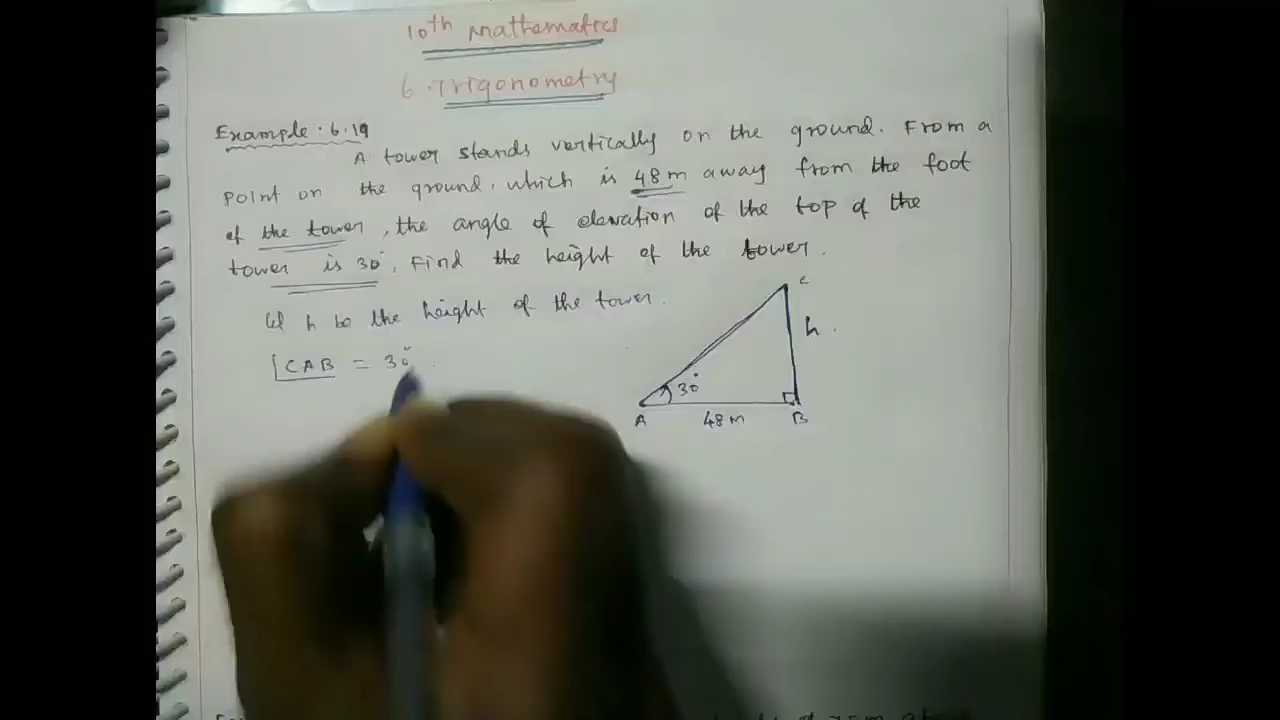 10th Mathematics
6. Trigonometry
Example: 6.19
A tower stands vertically on the ground. From a
point on the ground, which is 48m away from the foot
of the tower, the angle of elevation of the top of the
tower is 30°, Find the height of the tower.
Let h be the height of the tower.
CAB = 30°
C
h
30°
A 48m B